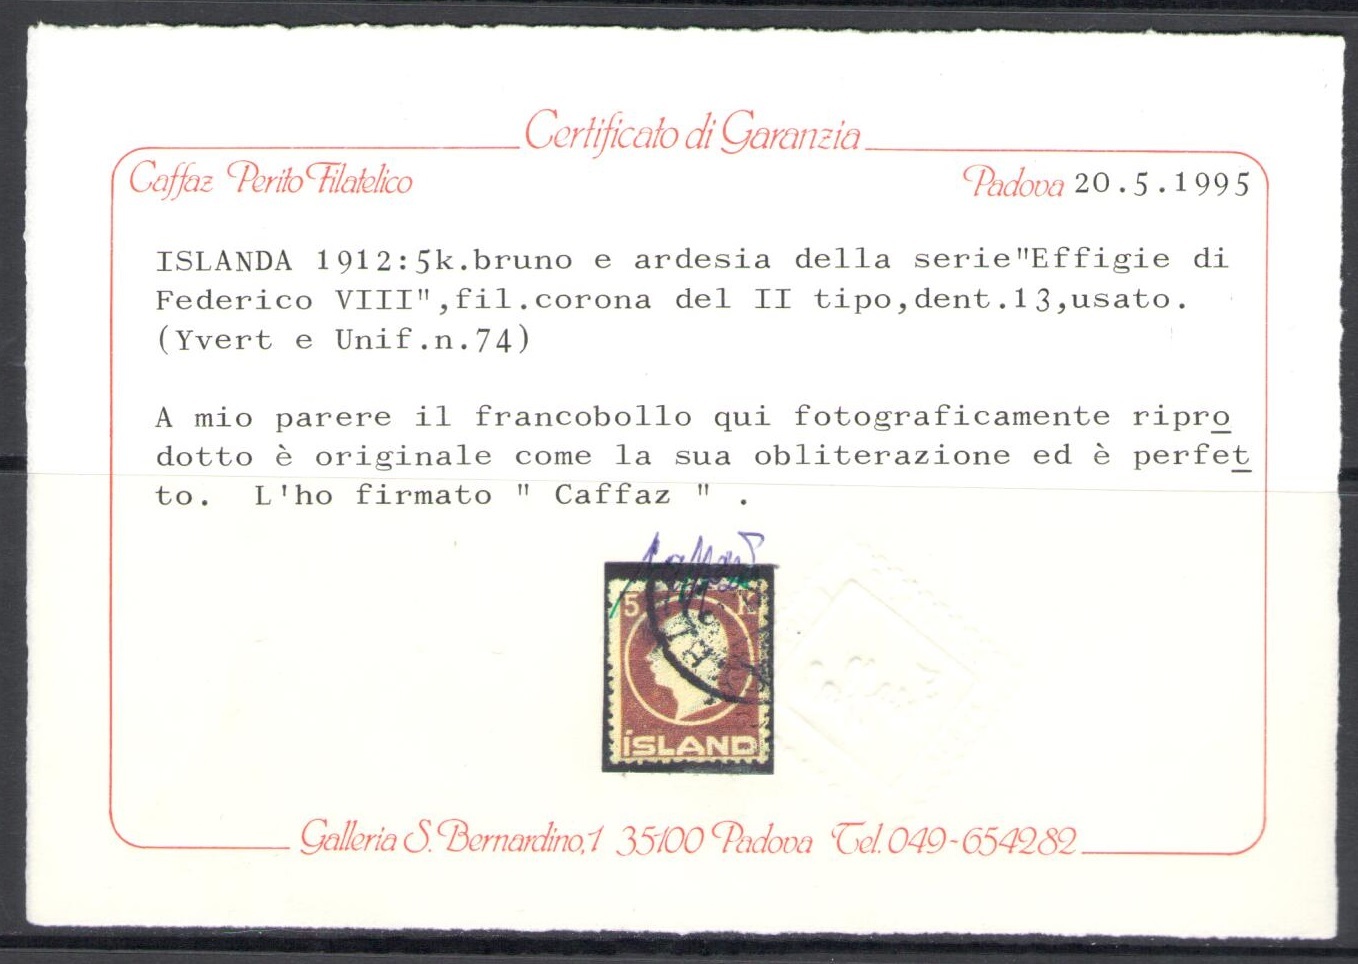 Certificato di Garanzia
Caffaz Perito Filatelico Padova 20.5.1995
ISLANDA 1912:5k.bruno e ardesia della serie"Effigie di
Federico VIII",fil.corona del II tipo,dent.13,usato.
(Yvert e Unif.n.74)
A mio parere il francobollo qui fotograficamente ripro
dotto è originale come la sua obliterazione ed è perfet
to. L'ho firmato " Caffaz " .
5 K
ÍSLAND
Galleria S. Bernardino,1 35100 Padova Tel. 049-654282